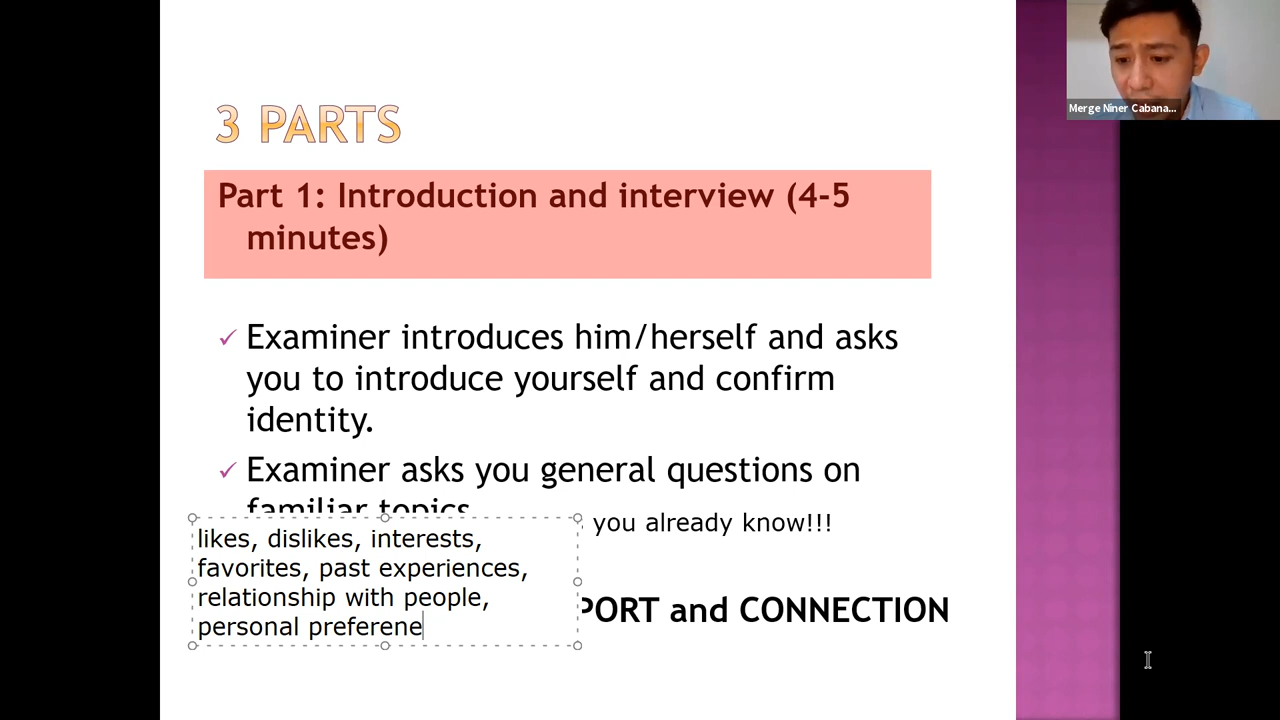 Merge Niner Cabana...
3 PARTS
Part 1: Introduction and interview (4-5
minutes)
Examiner introduces him/herself and asks
you to introduce yourself and confirm
identity.
Examiner asks you general questions on
familiar topics
you already know!!!
likes, dislikes, interests,
favorites, past experiences,
relationship with people,
personal preferene
PORT and CONNECTION